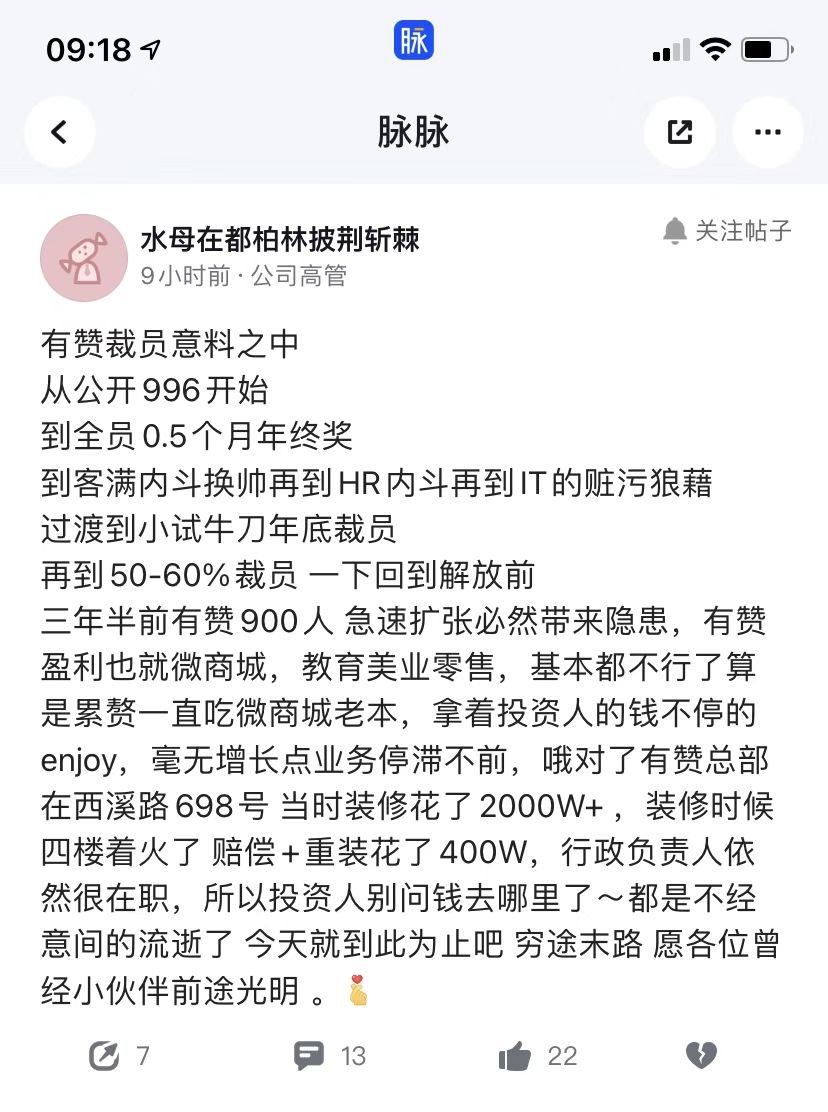 09:18
脉
脉脉
水母在都柏林披荆斩棘
关注帖子
9小时前 · 公司高管
有赞裁员意料之中
从公开996开始
到全员0.5个月年终奖
到客满内斗换帅再到HR内斗再到IT的赃污狼藉
过渡到小试牛刀年底裁员
再到50-60%裁员 一下回到解放前
三年半前有赞900人 急速扩张必然带来隐患，有赞
盈利也就微商城，教育美业零售，基本都不行了算
是累赘一直吃微商城老本，拿着投资人的钱不停的
enjoy，毫无增长点业务停滞不前，哦对了有赞总部
在西溪路698号 当时装修花了2000W+ ，装修时候
四楼着火了 赔偿+重装花了400W，行政负责人依
然很在职，所以投资人别问钱去哪里了～都是不经
意间的流逝了 今天就到此为止吧 穷途末路 愿各位曾
经小伙伴前途光明 。
7
13
22